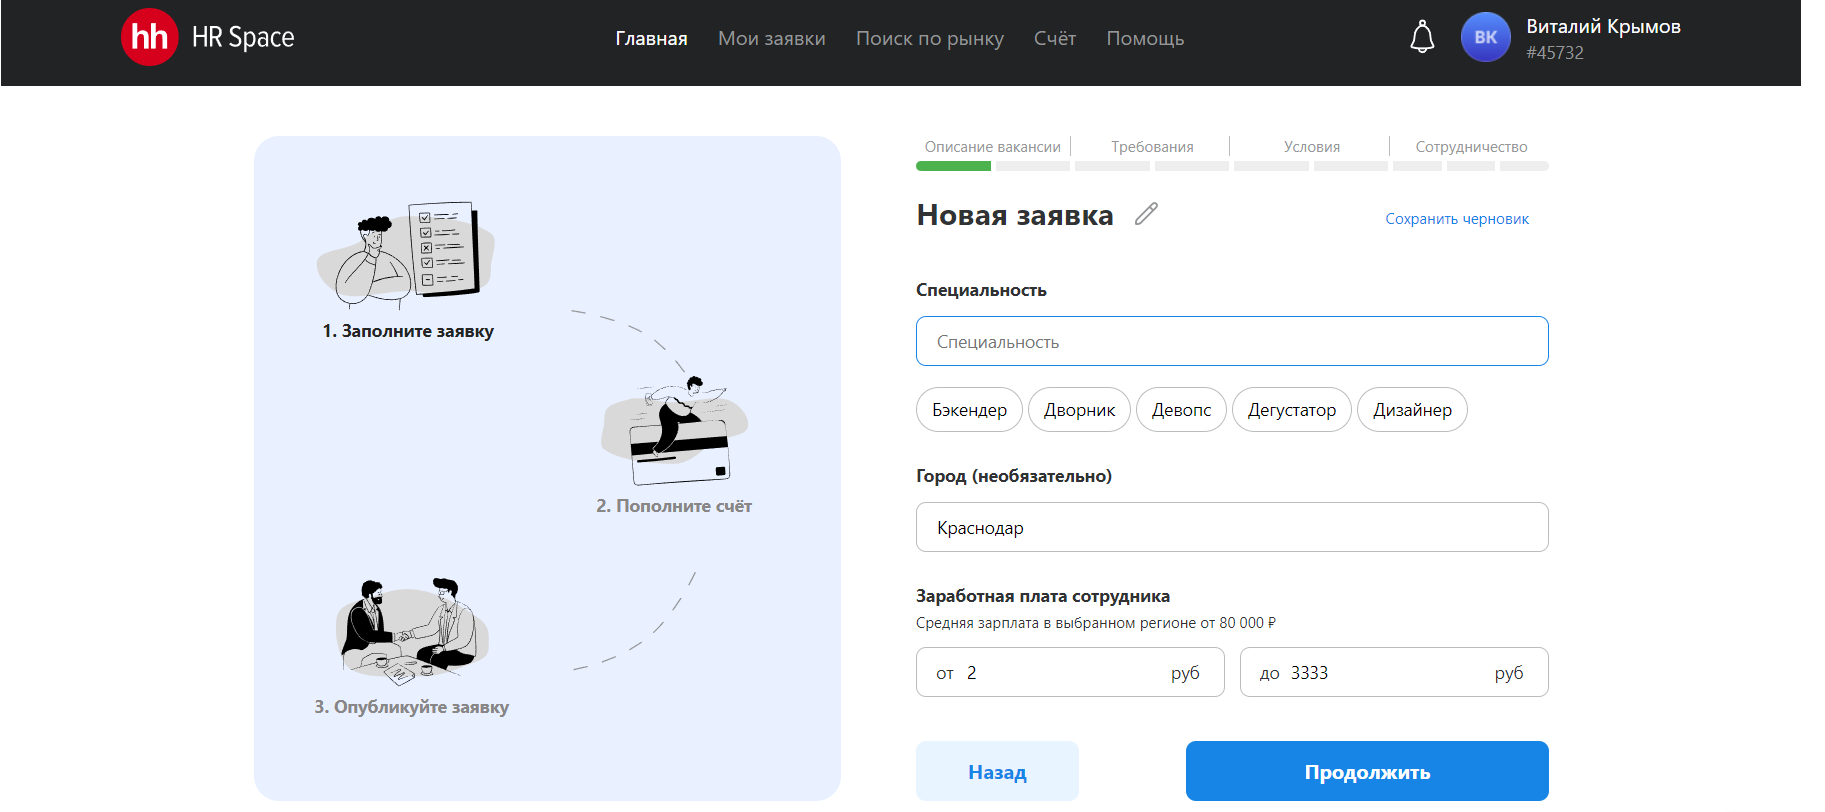 hh HR Space
Главная Мои заявки Поиск по рынку Счёт Помощь
ВК
Виталий Крымов
#45732
1. Заполните заявку
2. Пополните счёт
3. Опубликуйте заявку
Описание вакансии Требования Условия Сотрудничество
Новая заявка
Сохранить черновик
Специальность
Специальность
Бэкендер Дворник Девопс Дегустатор Дизайнер
Город (необязательно)
Краснодар
Заработная плата сотрудника
Средняя зарплата в выбранном регионе от 80 000 ₽
от 2 руб до 3333 руб
Назад Продолжить